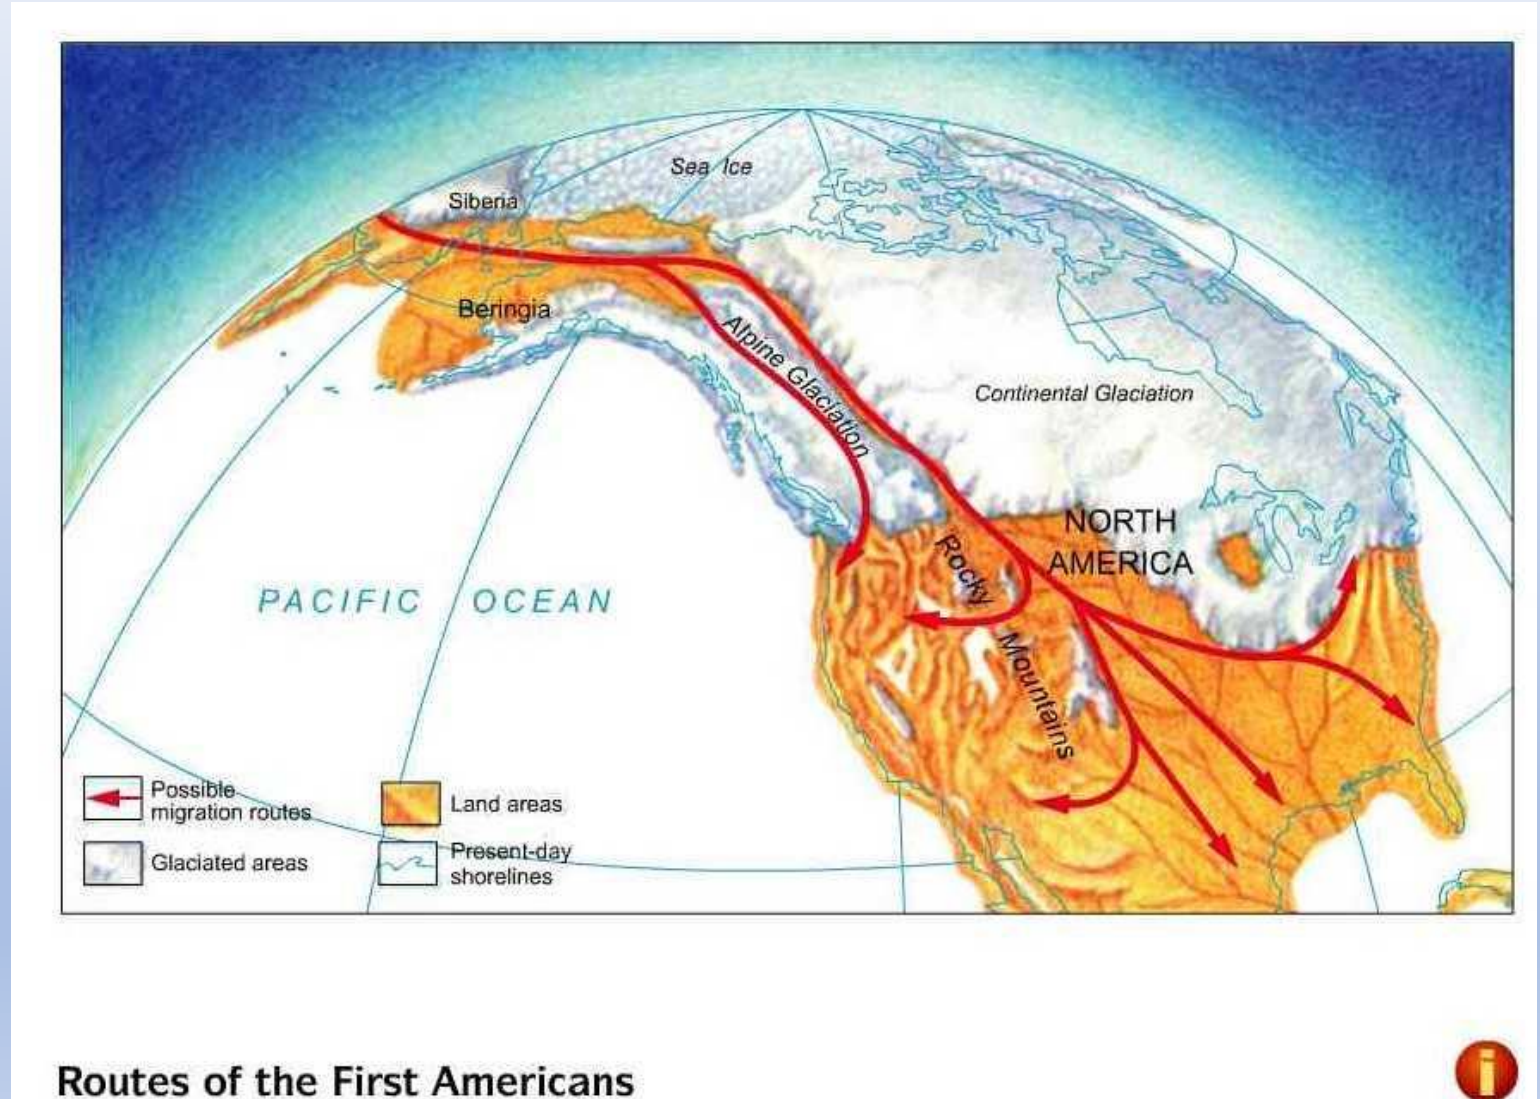 Sea Ice
Siberia
Beringia
Alpine Glaciation
Continental Glaciation
NORTH
AMERICA
Rocky
Mountains
PACIFIC OCEAN
Possible
migration routes
Land areas
Glaciated areas
Present-day
shorelines
Routes of the First Americans
i